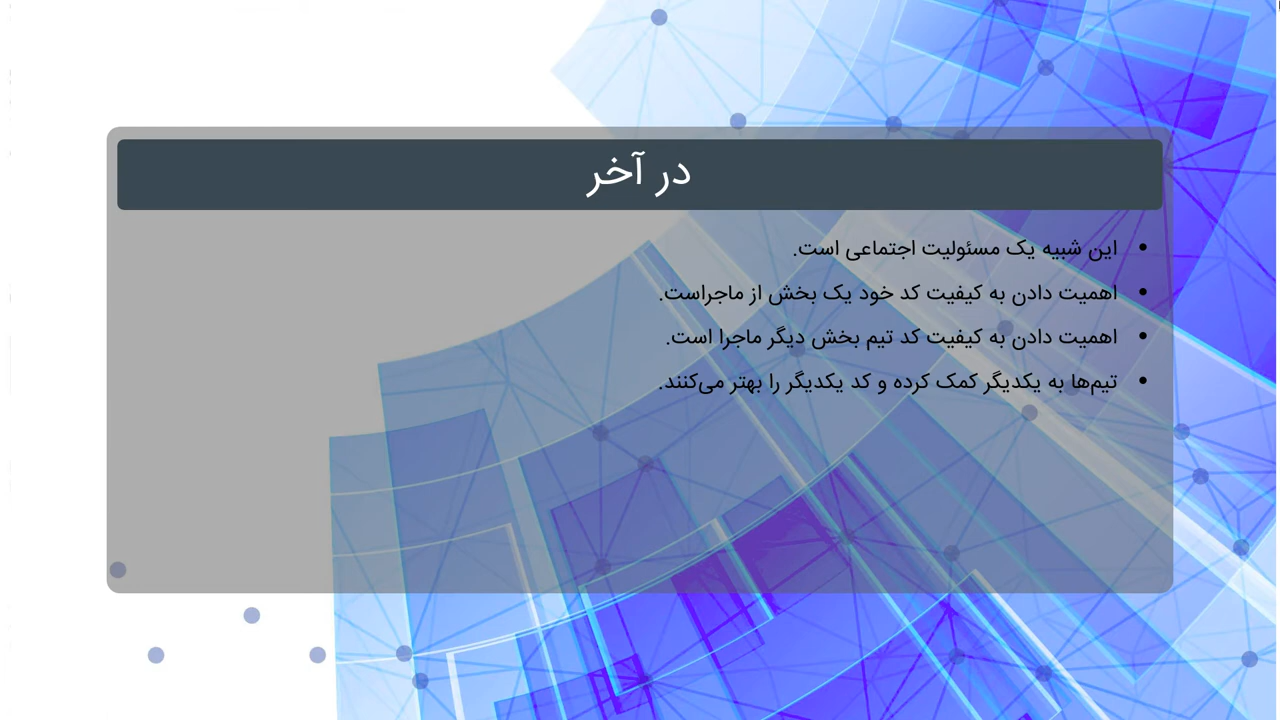 در آخر
• این شبیه یک مسئولیت اجتماعی است.
• اهمیت دادن به کیفیت کد خود یک بخش از ماجراست.
• اهمیت دادن به کیفیت کد تیم بخش دیگر ماجرا است.
• تیم‌ها به یکدیگر کمک کرده و کد یکدیگر را بهتر می‌کنند.